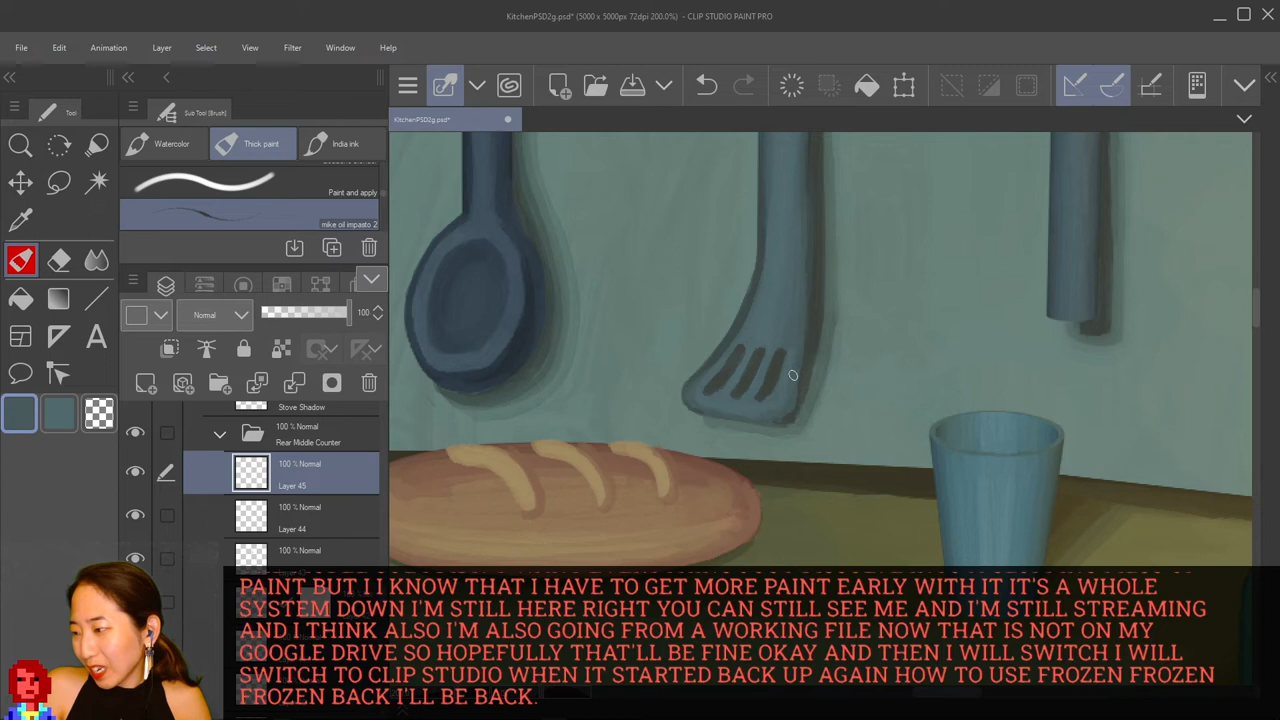 KitchenPSD2g.psd* (5000 x 5000px 72dpi 200.0%) - CLIP STUDIO PAINT PRO
File Edit Animation Layer Select View Filter Window Help
Tool
Sub Tool [Brush]
KitchenPSD2g.psd*
Watercolor Thick paint India ink
Paint and apply
mike oil impasto 2
Normal 100
Stove Shadow
100 % Normal
Rear Middle Counter
100 % Normal
Layer 45
100 % Normal
Layer 44
100 % Normal
PAINT BUT I I KNOW THAT I HAVE TO GET MORE PAINT EARLY WITH IT IT'S A WHOLE
SYSTEM DOWN I'M STILL HERE RIGHT YOU CAN STILL SEE ME AND I'M STILL STREAMING
AND I THINK ALSO I'M ALSO GOING FROM A WORKING FILE NOW THAT IS NOT ON MY
GOOGLE DRIVE SO HOPEFULLY THAT'LL BE FINE OKAY AND THEN I WILL SWITCH I WILL
SWITCH TO CLIP STUDIO WHEN IT STARTED BACK UP AGAIN HOW TO USE FROZEN FROZEN
FROZEN BACK I'LL BE BACK.